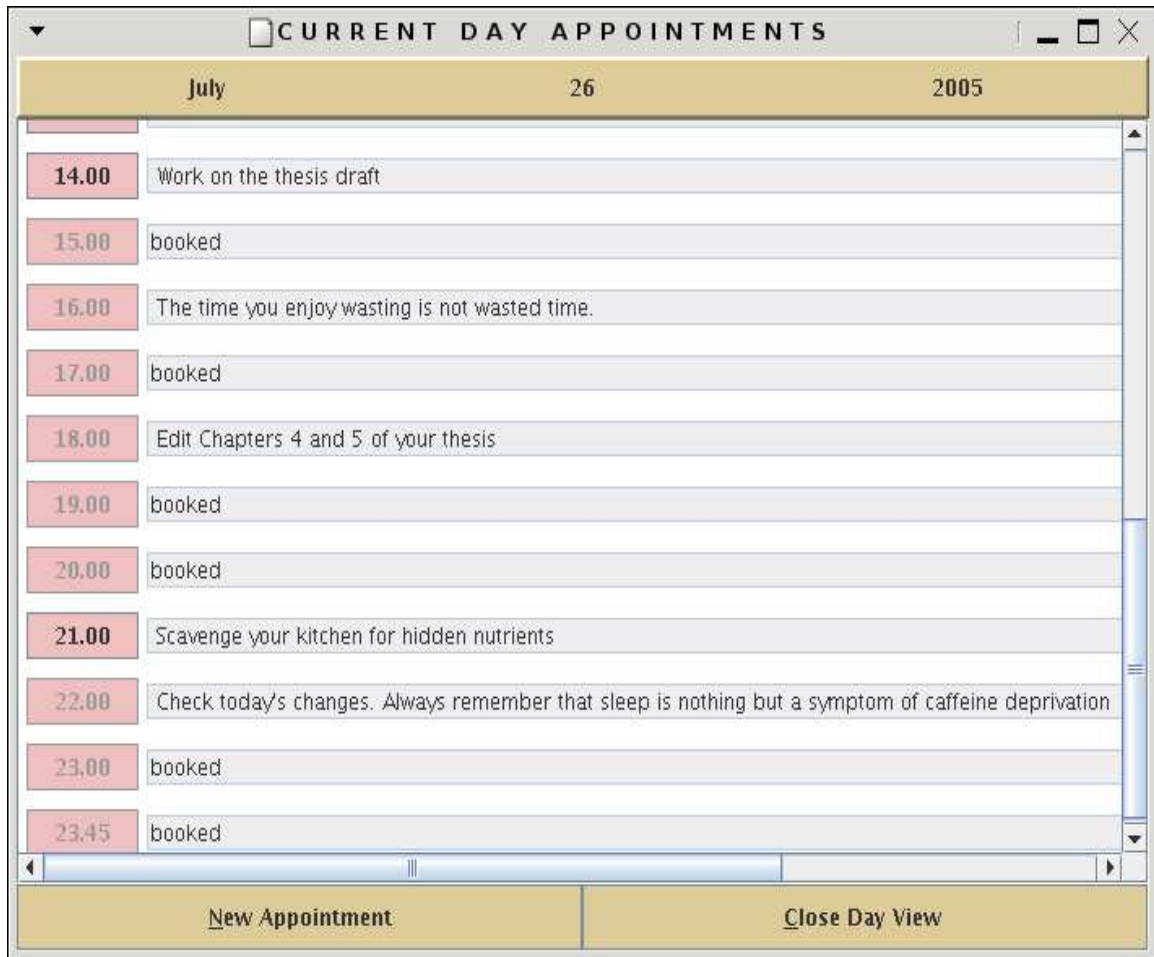 CURRENT DAY APPOINTMENTS
July 26 2005
14.00 Work on the thesis draft
15.00 booked
16.00 The time you enjoy wasting is not wasted time.
17.00 booked
18.00 Edit Chapters 4 and 5 of your thesis
19.00 booked
20.00 booked
21.00 Scavenge your kitchen for hidden nutrients
22.00 Check today's changes. Always remember that sleep is nothing but a symptom of caffeine deprivation
23.00 booked
23.45 booked
New Appointment Close Day View